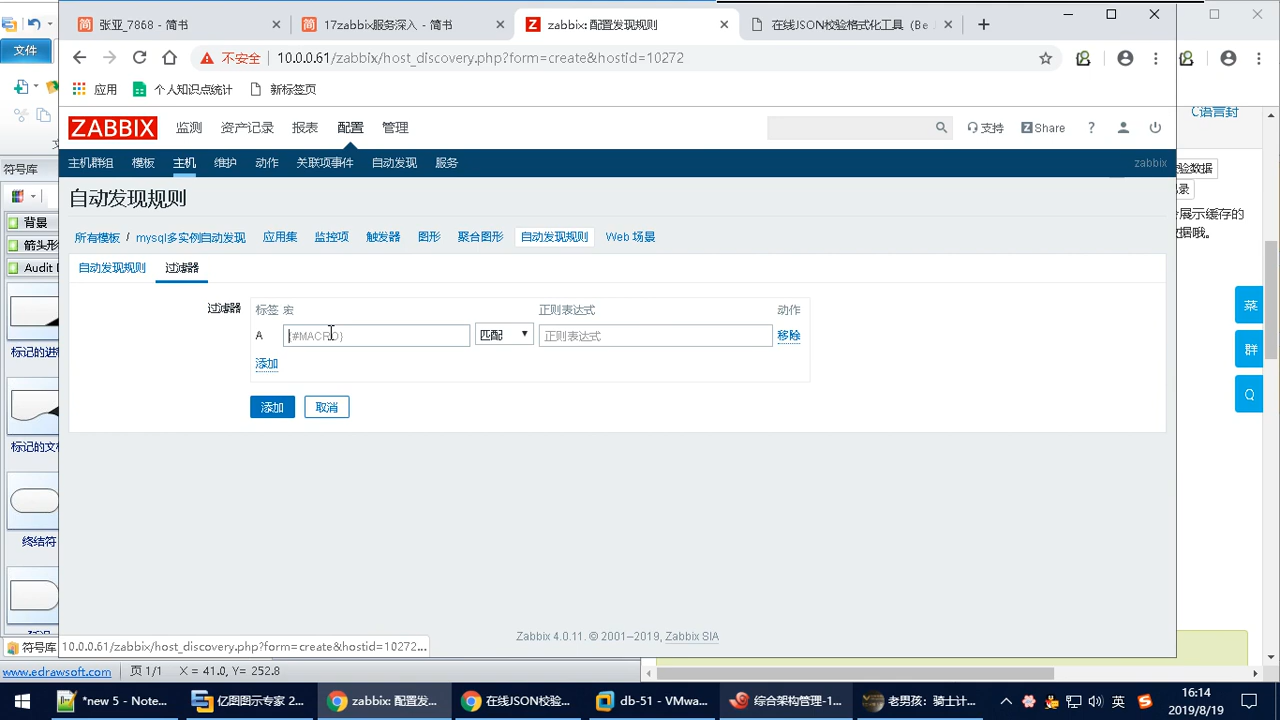 张亚_7868 - 简书
17zabbix服务深入 - 简书
zabbix: 配置发现规则
在线JSON校验格式化工具（Be
文件
不安全
10.0.0.61/zabbix/host_discovery.php?form=create&hostid=10272
应用
个人知识点统计
新标签页
C语言封
ZABBIX
监测
资产记录
报表
配置
管理
支持
Share
?
主机群组
模板
主机
维护
动作
关联项事件
自动发现
服务
zabbix
符号库
验数据
录
展示缓存的
据哦。
自动发现规则
背景
箭头形
Audit
所有模板 / mysql多实例自动发现
应用集
监控项
触发器
图形
聚合图形
自动发现规则
Web 场景
自动发现规则
过滤器
过滤器
标签 宏
正则表达式
动作
A
{#MACRO}
匹配
正则表达式
移除
添加
添加
取消
标记的进
标记的文
终结符
菜
群
Q
Zabbix 4.0.11. © 2001–2019, Zabbix SIA
符号库
10.0.0.61/zabbix/host_discovery.php?form=create&hostid=10272...
www.edrawsoft.com
页 1/1
X = 41.0, Y= 252.8
*new 5 - Note...
亿图图示专家 2...
zabbix: 配置发...
在线JSON校验...
db-51 - VMwa...
综合架构管理-1...
老男孩：骑士计...
英
16:14
2019/8/19